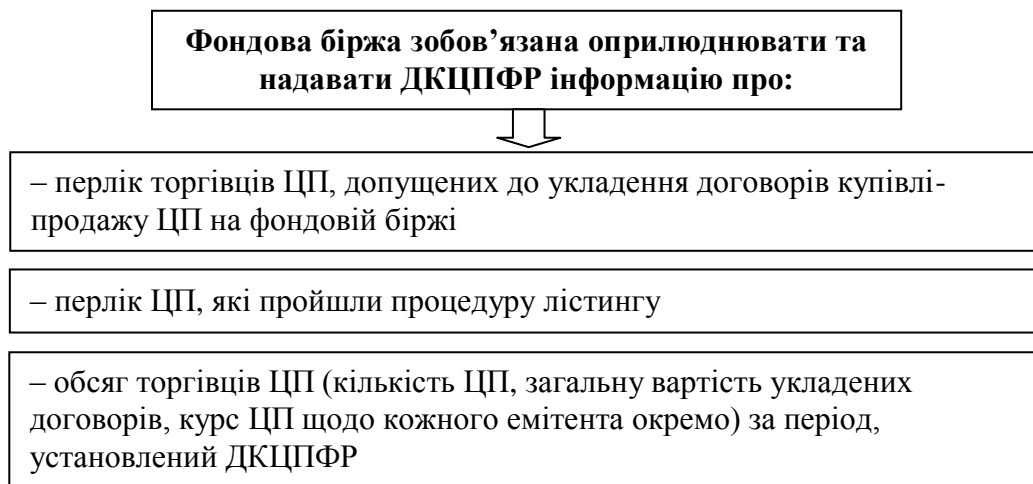 Фондова біржа зобов’язана оприлюднювати та
надавати ДКЦПФР інформацію про:
– перлік торгівців ЦП, допущених до укладення договорів купівлі-
продажу ЦП на фондовій біржі
– перлік ЦП, які пройшли процедуру лістингу
– обсяг торгівців ЦП (кількість ЦП, загальну вартість укладених
договорів, курс ЦП щодо кожного емітента окремо) за період,
установлений ДКЦПФР